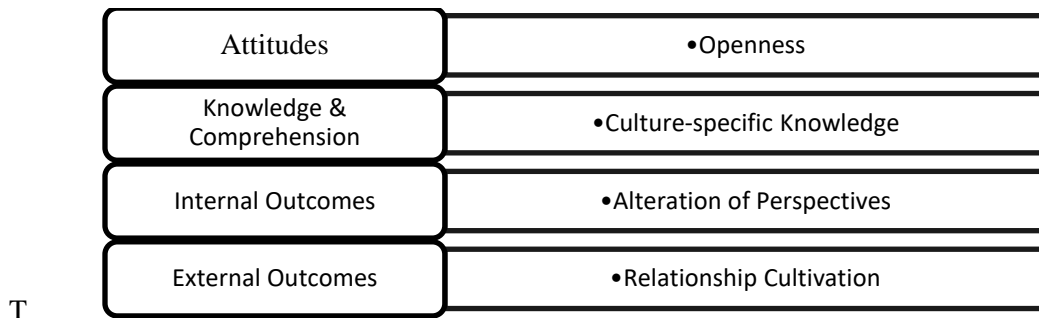 Attitudes
•Openness
Knowledge &
Comprehension
•Culture-specific Knowledge
Internal Outcomes
•Alteration of Perspectives
External Outcomes
•Relationship Cultivation
T